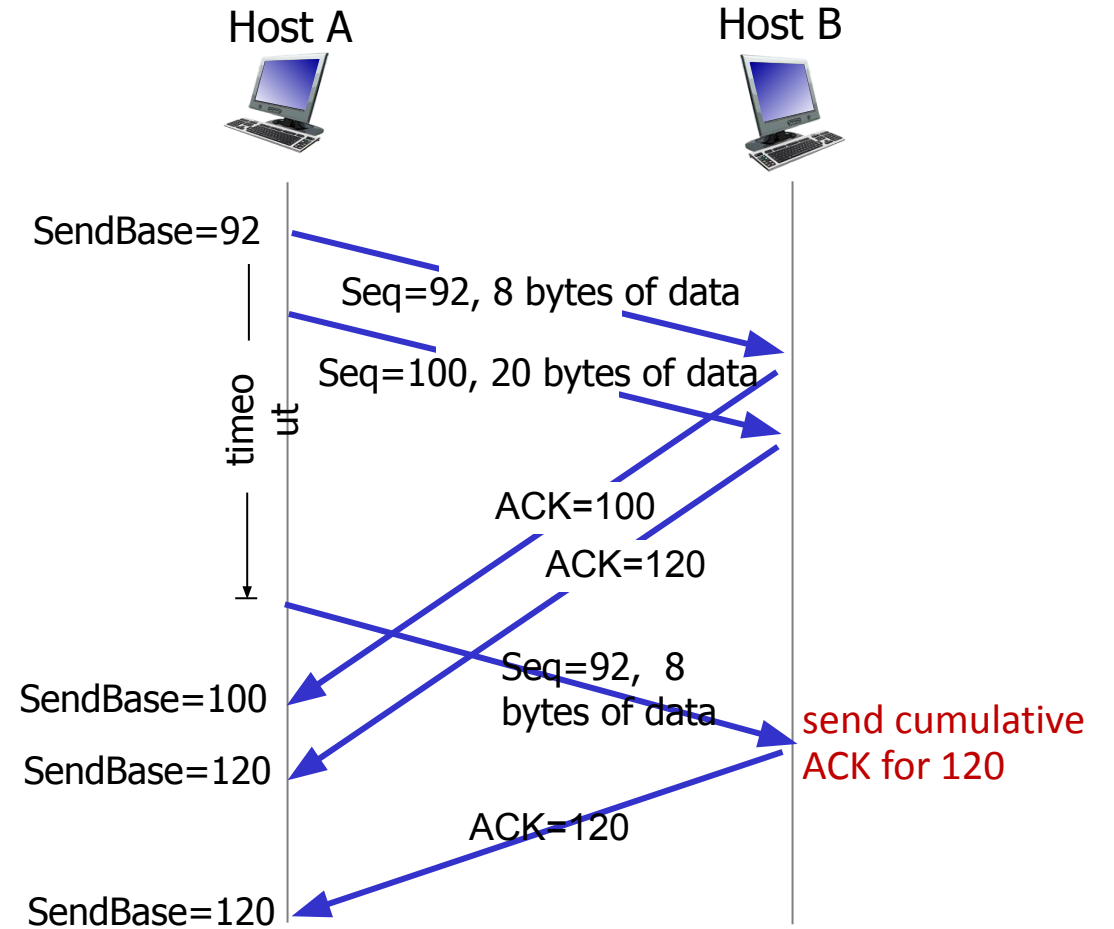 Host A
Host B
SendBase=92
Seq=92, 8 bytes of data
Seq=100, 20 bytes of data
timeo
ut
ACK=100
ACK=120
Seq=92,  8
bytes of data
SendBase=100
send cumulative
ACK for 120
SendBase=120
ACK=120
SendBase=120